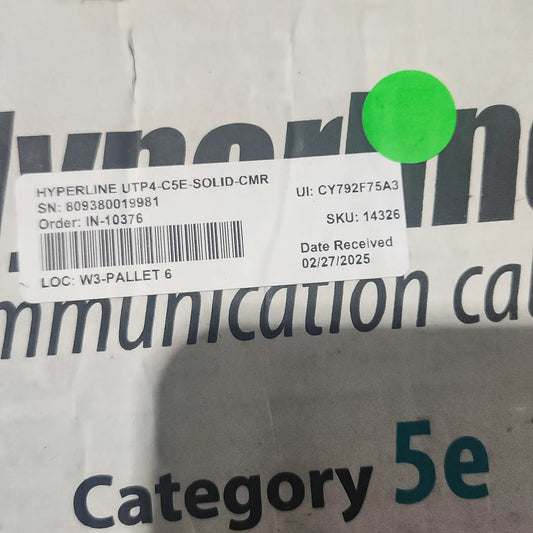 Hyperline
HYPERLINE UTP4-C5E-SOLID-CMR
UI: CY792F75A3
SN: 809380019981
SKU: 14326
Order: IN-10376
Date Received
02/27/2025
LOC: W3-PALLET 6
mmunication ca
Category 5e